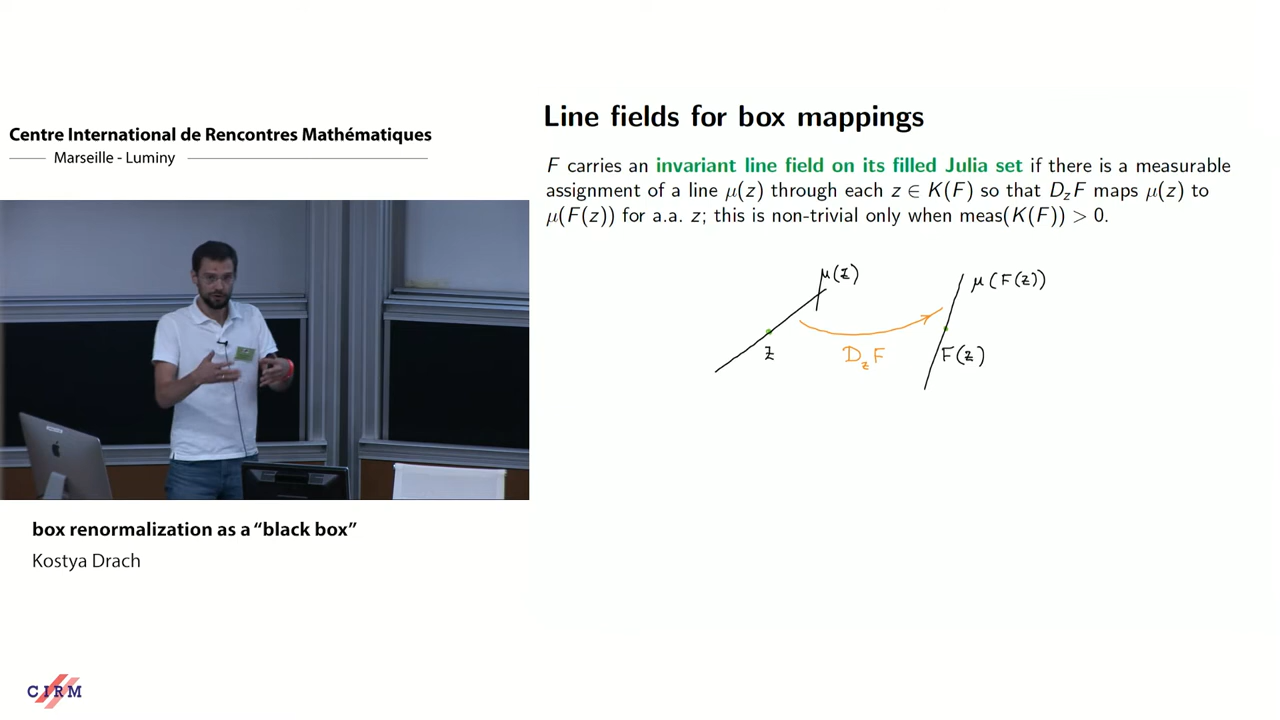 Centre International de Rencontres Mathématiques
Marseille - Luminy
box renormalization as a “black box”
Kostya Drach
CIRM
Line fields for box mappings
F carries an invariant line field on its filled Julia set if there is a measurable
assignment of a line μ(z) through each z ∈ K(F) so that D_zF maps μ(z) to
μ(F(z)) for a.a. z; this is non-trivial only when meas(K(F)) > 0.
μ(z)
μ(F(z))
z
D_zF
F(z)